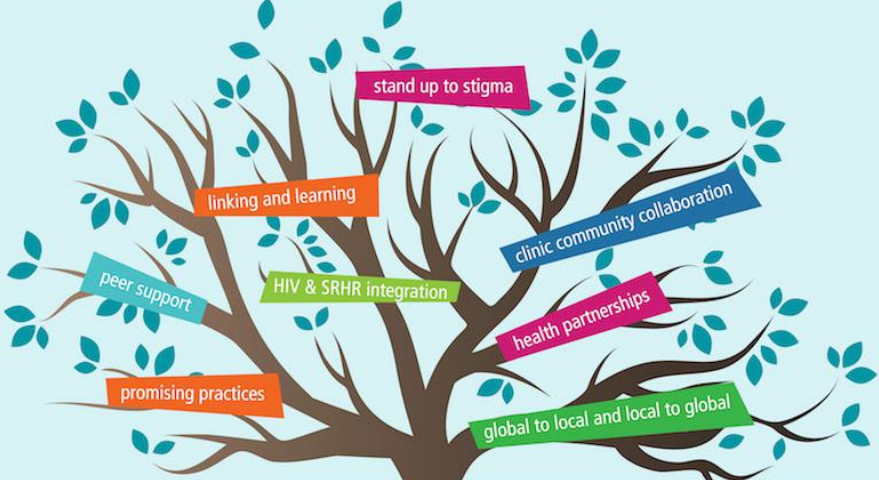 stand up to stigma
linking and learning
clinic community collaboration
peer support
HIV & SRHR integration
health partnerships
promising practices
global to local and local to global